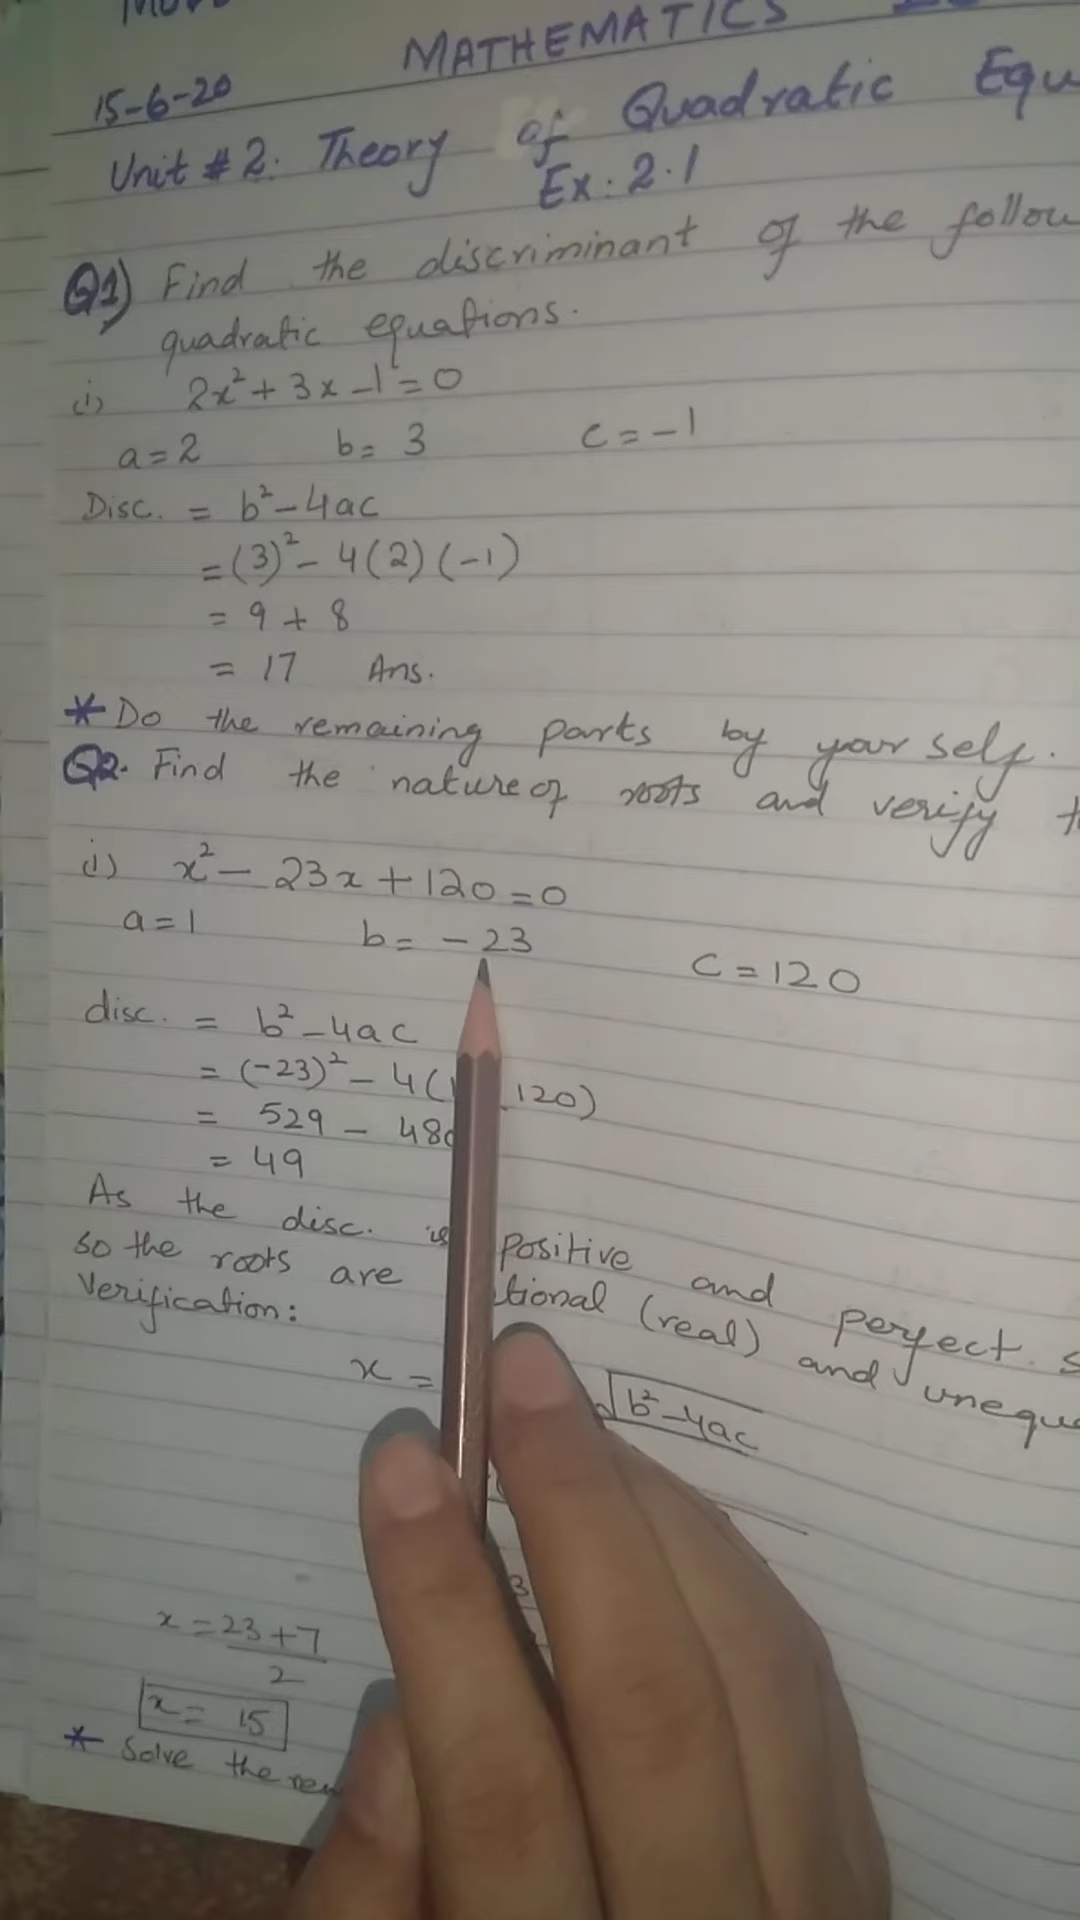 MATHEMATICS
15-6-20
Unit # 2. Theory of Quadratic Equ
Ex. 2.1
Q1) Find the discriminant of the follow
quadratic equations.
(i) 2x² + 3x - 1 = 0
a = 2 b = 3 c = -1
Disc. = b² - 4ac
= (3)² - 4(2)(-1)
= 9 + 8
= 17 Ans.
* Do the remaining parts by your self.
Q2. Find the nature of roots and verify
(i) x² - 23x + 120 = 0
a = 1 b = -23 c = 120
disc. = b² - 4ac
= (-23)² - 4( 120)
= 529 - 480
= 49
As the disc. is positive and perfect s
so the roots are tional (real) and unequ
Verification:
x = √b² - 4ac
3
x = 23 + 7
2
x = 15
* Solve the rem